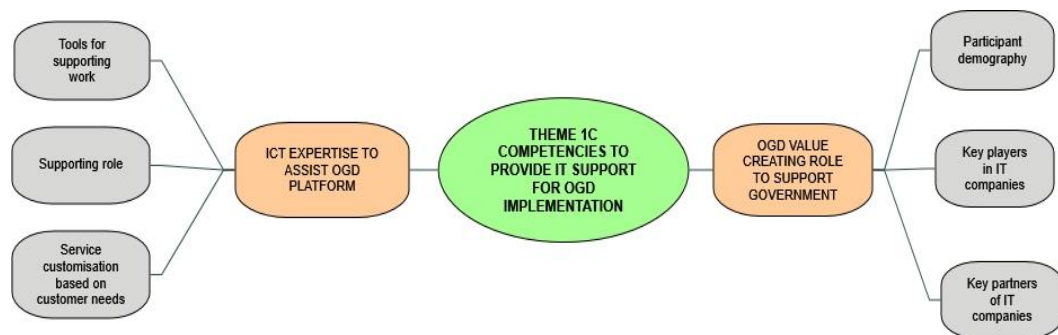 Tools for
supporting
work
Supporting role
Service
customisation
based on
customer needs
ICT EXPERTISE TO
ASSIST OGD
PLATFORM
THEME 1C
COMPETENCIES TO
PROVIDE IT SUPPORT
FOR OGD
IMPLEMENTATION
OGD VALUE
CREATING ROLE
TO SUPPORT
GOVERNMENT
Participant
demography
Key players
in IT
companies
Key partners
of IT
companies